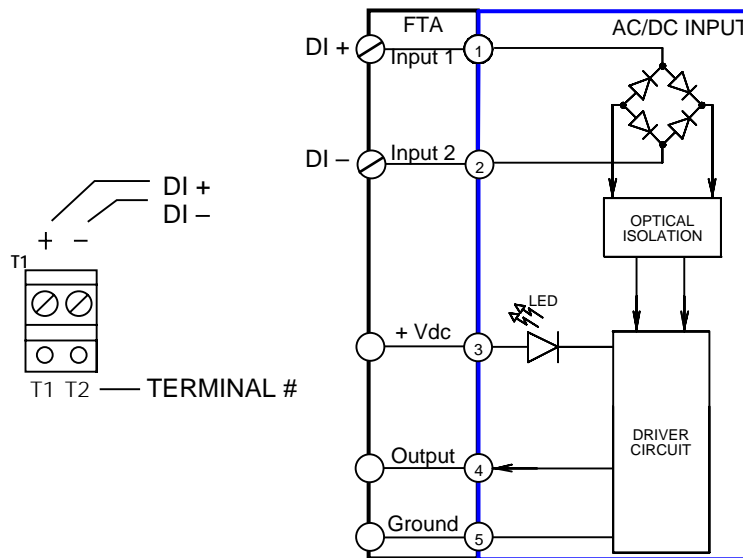 FTA
AC/DC INPUT
DI +
Input 1
1
DI –
Input 2
2
DI +
DI –
+ –
T1
T1 T2
TERMINAL #
OPTICAL
ISOLATION
LED
+ Vdc
3
DRIVER
CIRCUIT
Output
4
Ground
5